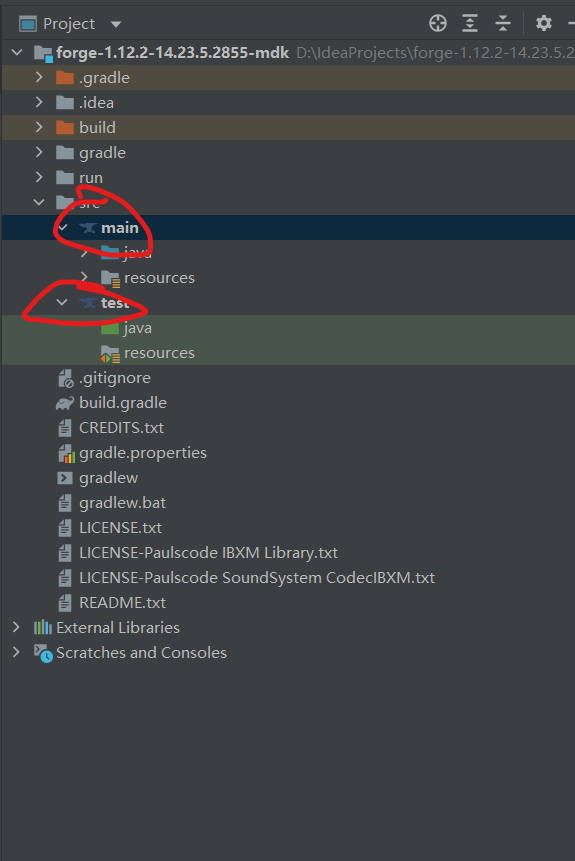 Project
forge-1.12.2-14.23.5.2855-mdk D:\IdeaProjects\forge-1.12.2-14.23.5.2
.gradle
.idea
build
gradle
run
src
main
java
resources
test
java
resources
.gitignore
build.gradle
CREDITS.txt
gradle.properties
gradlew
gradlew.bat
LICENSE.txt
LICENSE-Paulscode IBXM Library.txt
LICENSE-Paulscode SoundSystem CodecIBXM.txt
README.txt
External Libraries
Scratches and Consoles